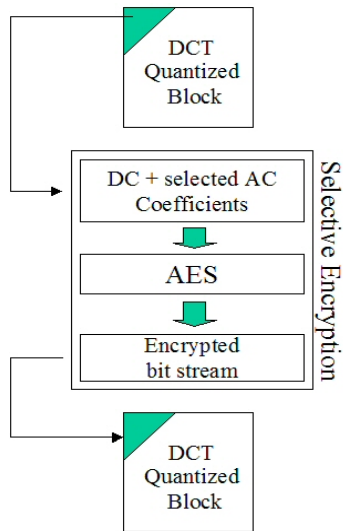 DCT
Quantized
Block
DC + selected AC
Coefficients
AES
Encrypted
bit stream
Selective Encryption
DCT
Quantized
Block